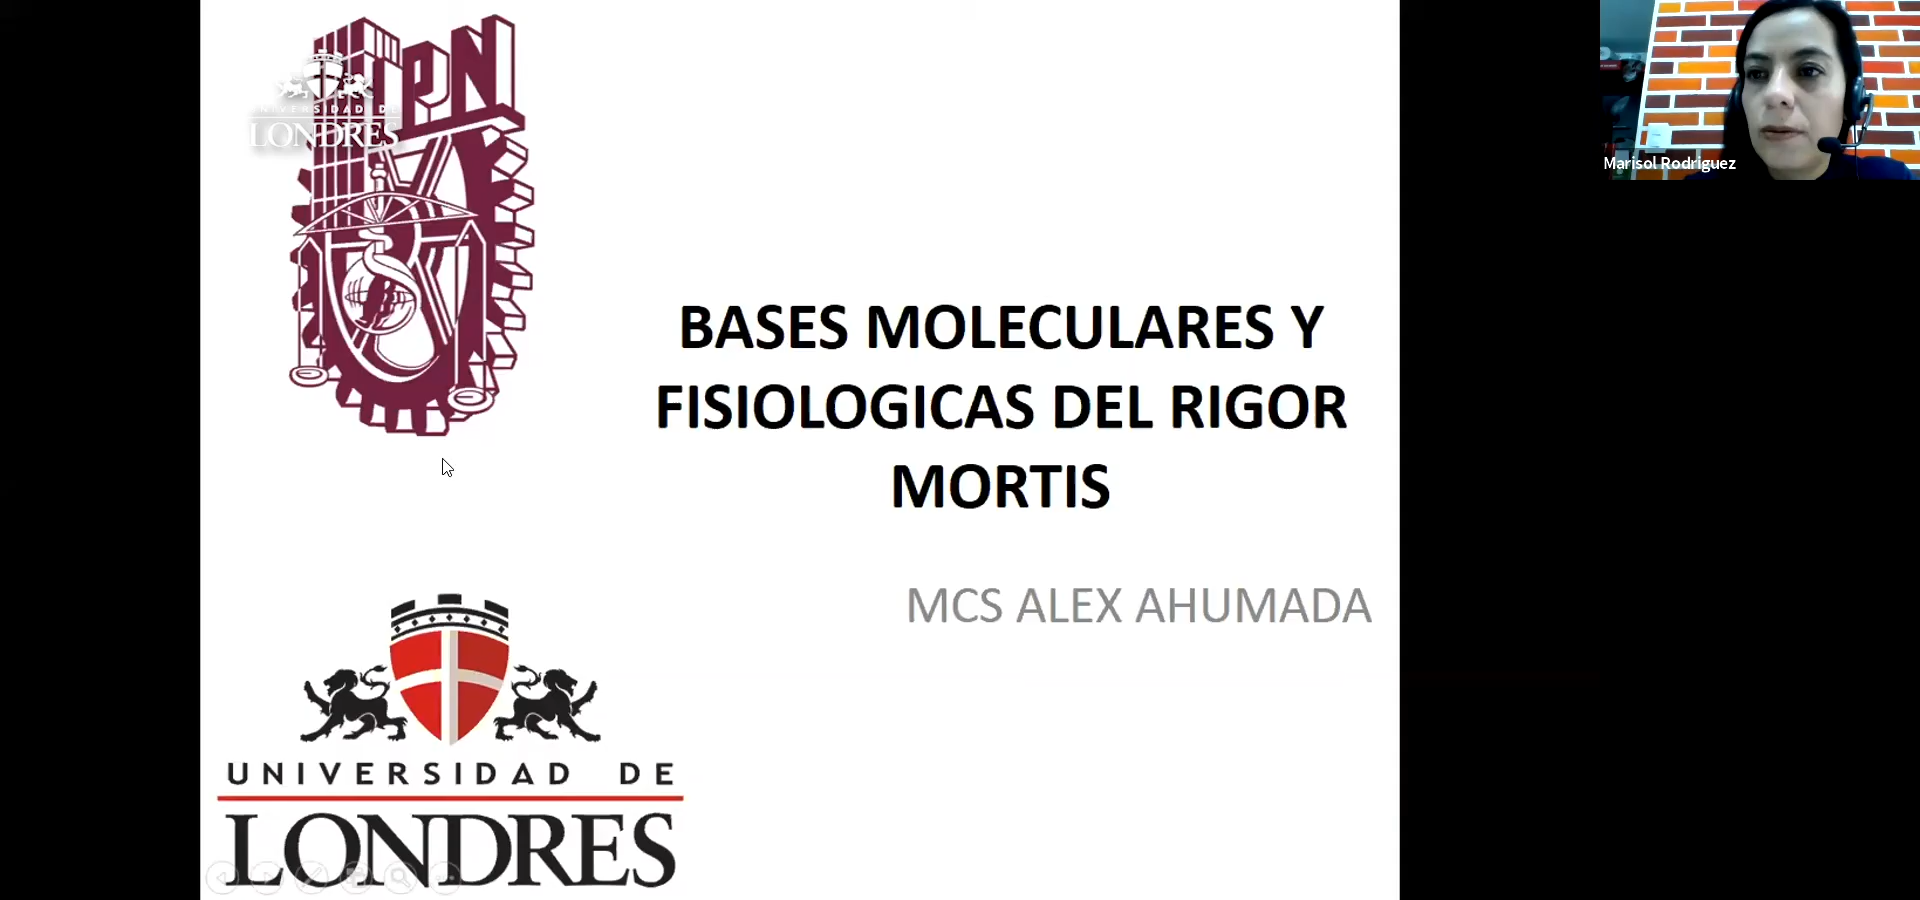 IPN
UNIVERSIDAD DE
LONDRES
Marisol Rodriguez
BASES MOLECULARES Y
FISIOLOGICAS DEL RIGOR
MORTIS
MCS ALEX AHUMADA
UNIVERSIDAD DE
LONDRES